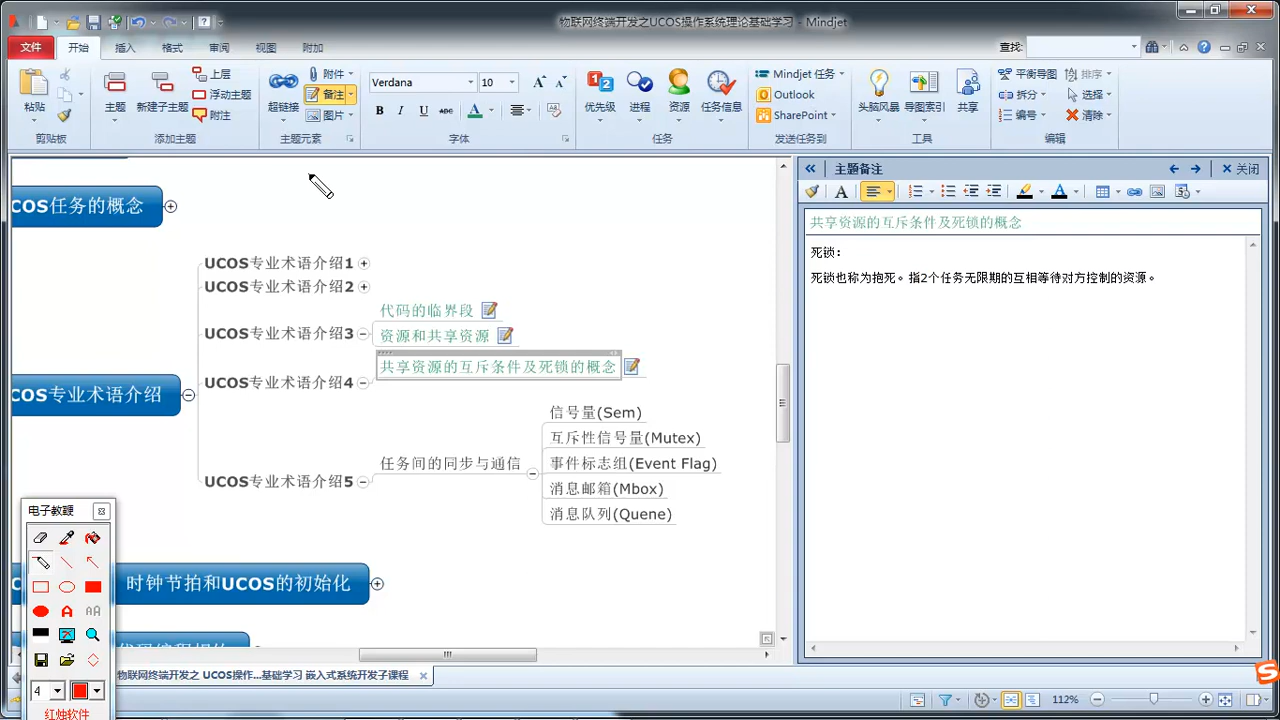 物联网终端开发之UCOS操作系统理论基础学习 - Mindjet
文件
开始
插入
格式
审阅
视图
附加
查找:
粘贴
剪贴板
主题
新建子主题
上层
浮动主题
附注
添加主题
超链接
附件
备注
图片
主题元素
Verdana
10
B I U abc A
字体
优先级
进程
资源
任务信息
任务
Mindjet 任务
Outlook
SharePoint
发送任务到
头脑风暴
导图索引
共享
工具
平衡导图
拆分
编号
排序
选择
清除
编辑
COS任务的概念
UCOS专业术语介绍1
UCOS专业术语介绍2
UCOS专业术语介绍3
代码的临界段
资源和共享资源
UCOS专业术语介绍4
共享资源的互斥条件及死锁的概念
COS专业术语介绍
UCOS专业术语介绍5
任务间的同步与通信
信号量(Sem)
互斥性信号量(Mutex)
事件标志组(Event Flag)
消息邮箱(Mbox)
消息队列(Quene)
时钟节拍和UCOS的初始化
主题备注
关闭
共享资源的互斥条件及死锁的概念
死锁:
死锁也称为抱死。指2个任务无限期的互相等待对方控制的资源。
电子教鞭
4
红烛软件
物联网终端开发之 UCOS操作...基础学习 嵌入式系统开发子课程
112%